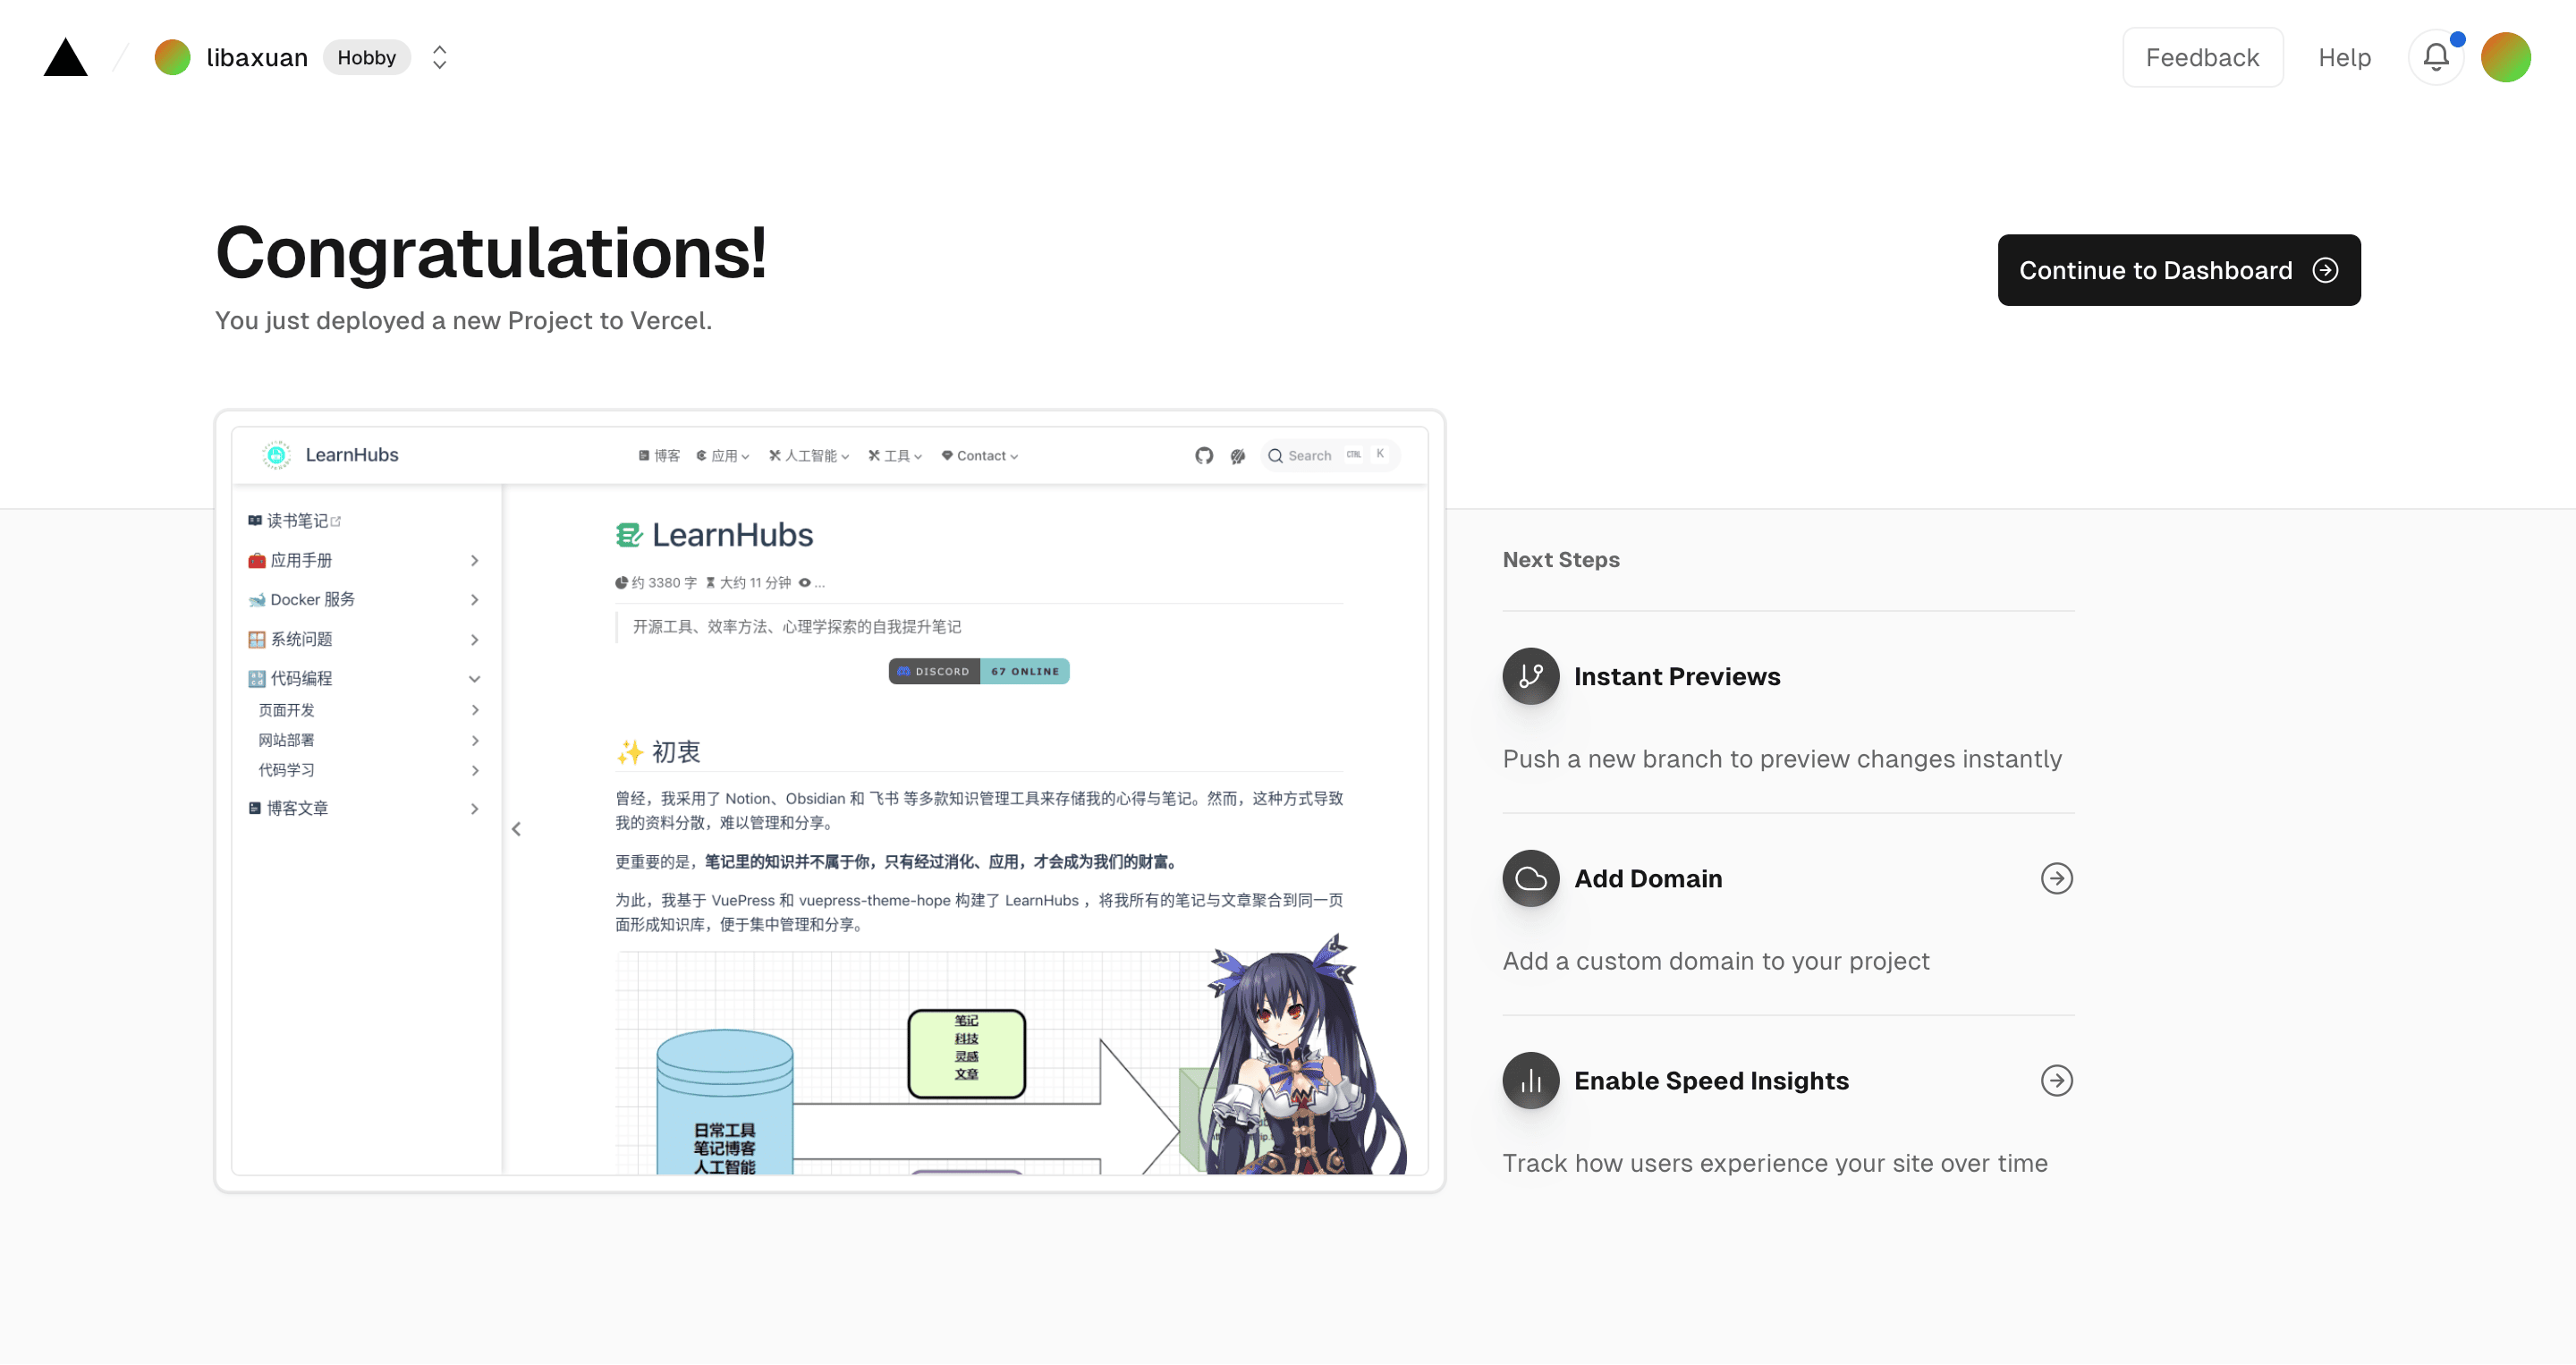 libaxuan Hobby
Feedback Help
Congratulations!
Continue to Dashboard
You just deployed a new Project to Vercel.
LearnHubs
博客 应用 人工智能 工具 Contact
Search CTRL K
读书笔记
应用手册
Docker 服务
系统问题
代码编程
页面开发
网站部署
代码学习
博客文章
LearnHubs
约 3380 字 大约 11 分钟 ...
开源工具、效率方法、心理学探索的自我提升笔记
DISCORD 67 ONLINE
初衷
曾经，我采用了 Notion、Obsidian 和 飞书 等多款知识管理工具来存储我的心得与笔记。然而，这种方式导致
我的资料分散，难以管理和分享。
更重要的是，笔记里的知识并不属于你，只有经过消化、应用，才会成为我们的财富。
为此，我基于 VuePress 和 vuepress-theme-hope 构建了 LearnHubs ，将我所有的笔记与文章聚合到同一页
面形成知识库，便于集中管理和分享。
笔记
科技
灵感
文章
日常工具
笔记博客
人工智能
Next Steps
Instant Previews
Push a new branch to preview changes instantly
Add Domain
Add a custom domain to your project
Enable Speed Insights
Track how users experience your site over time